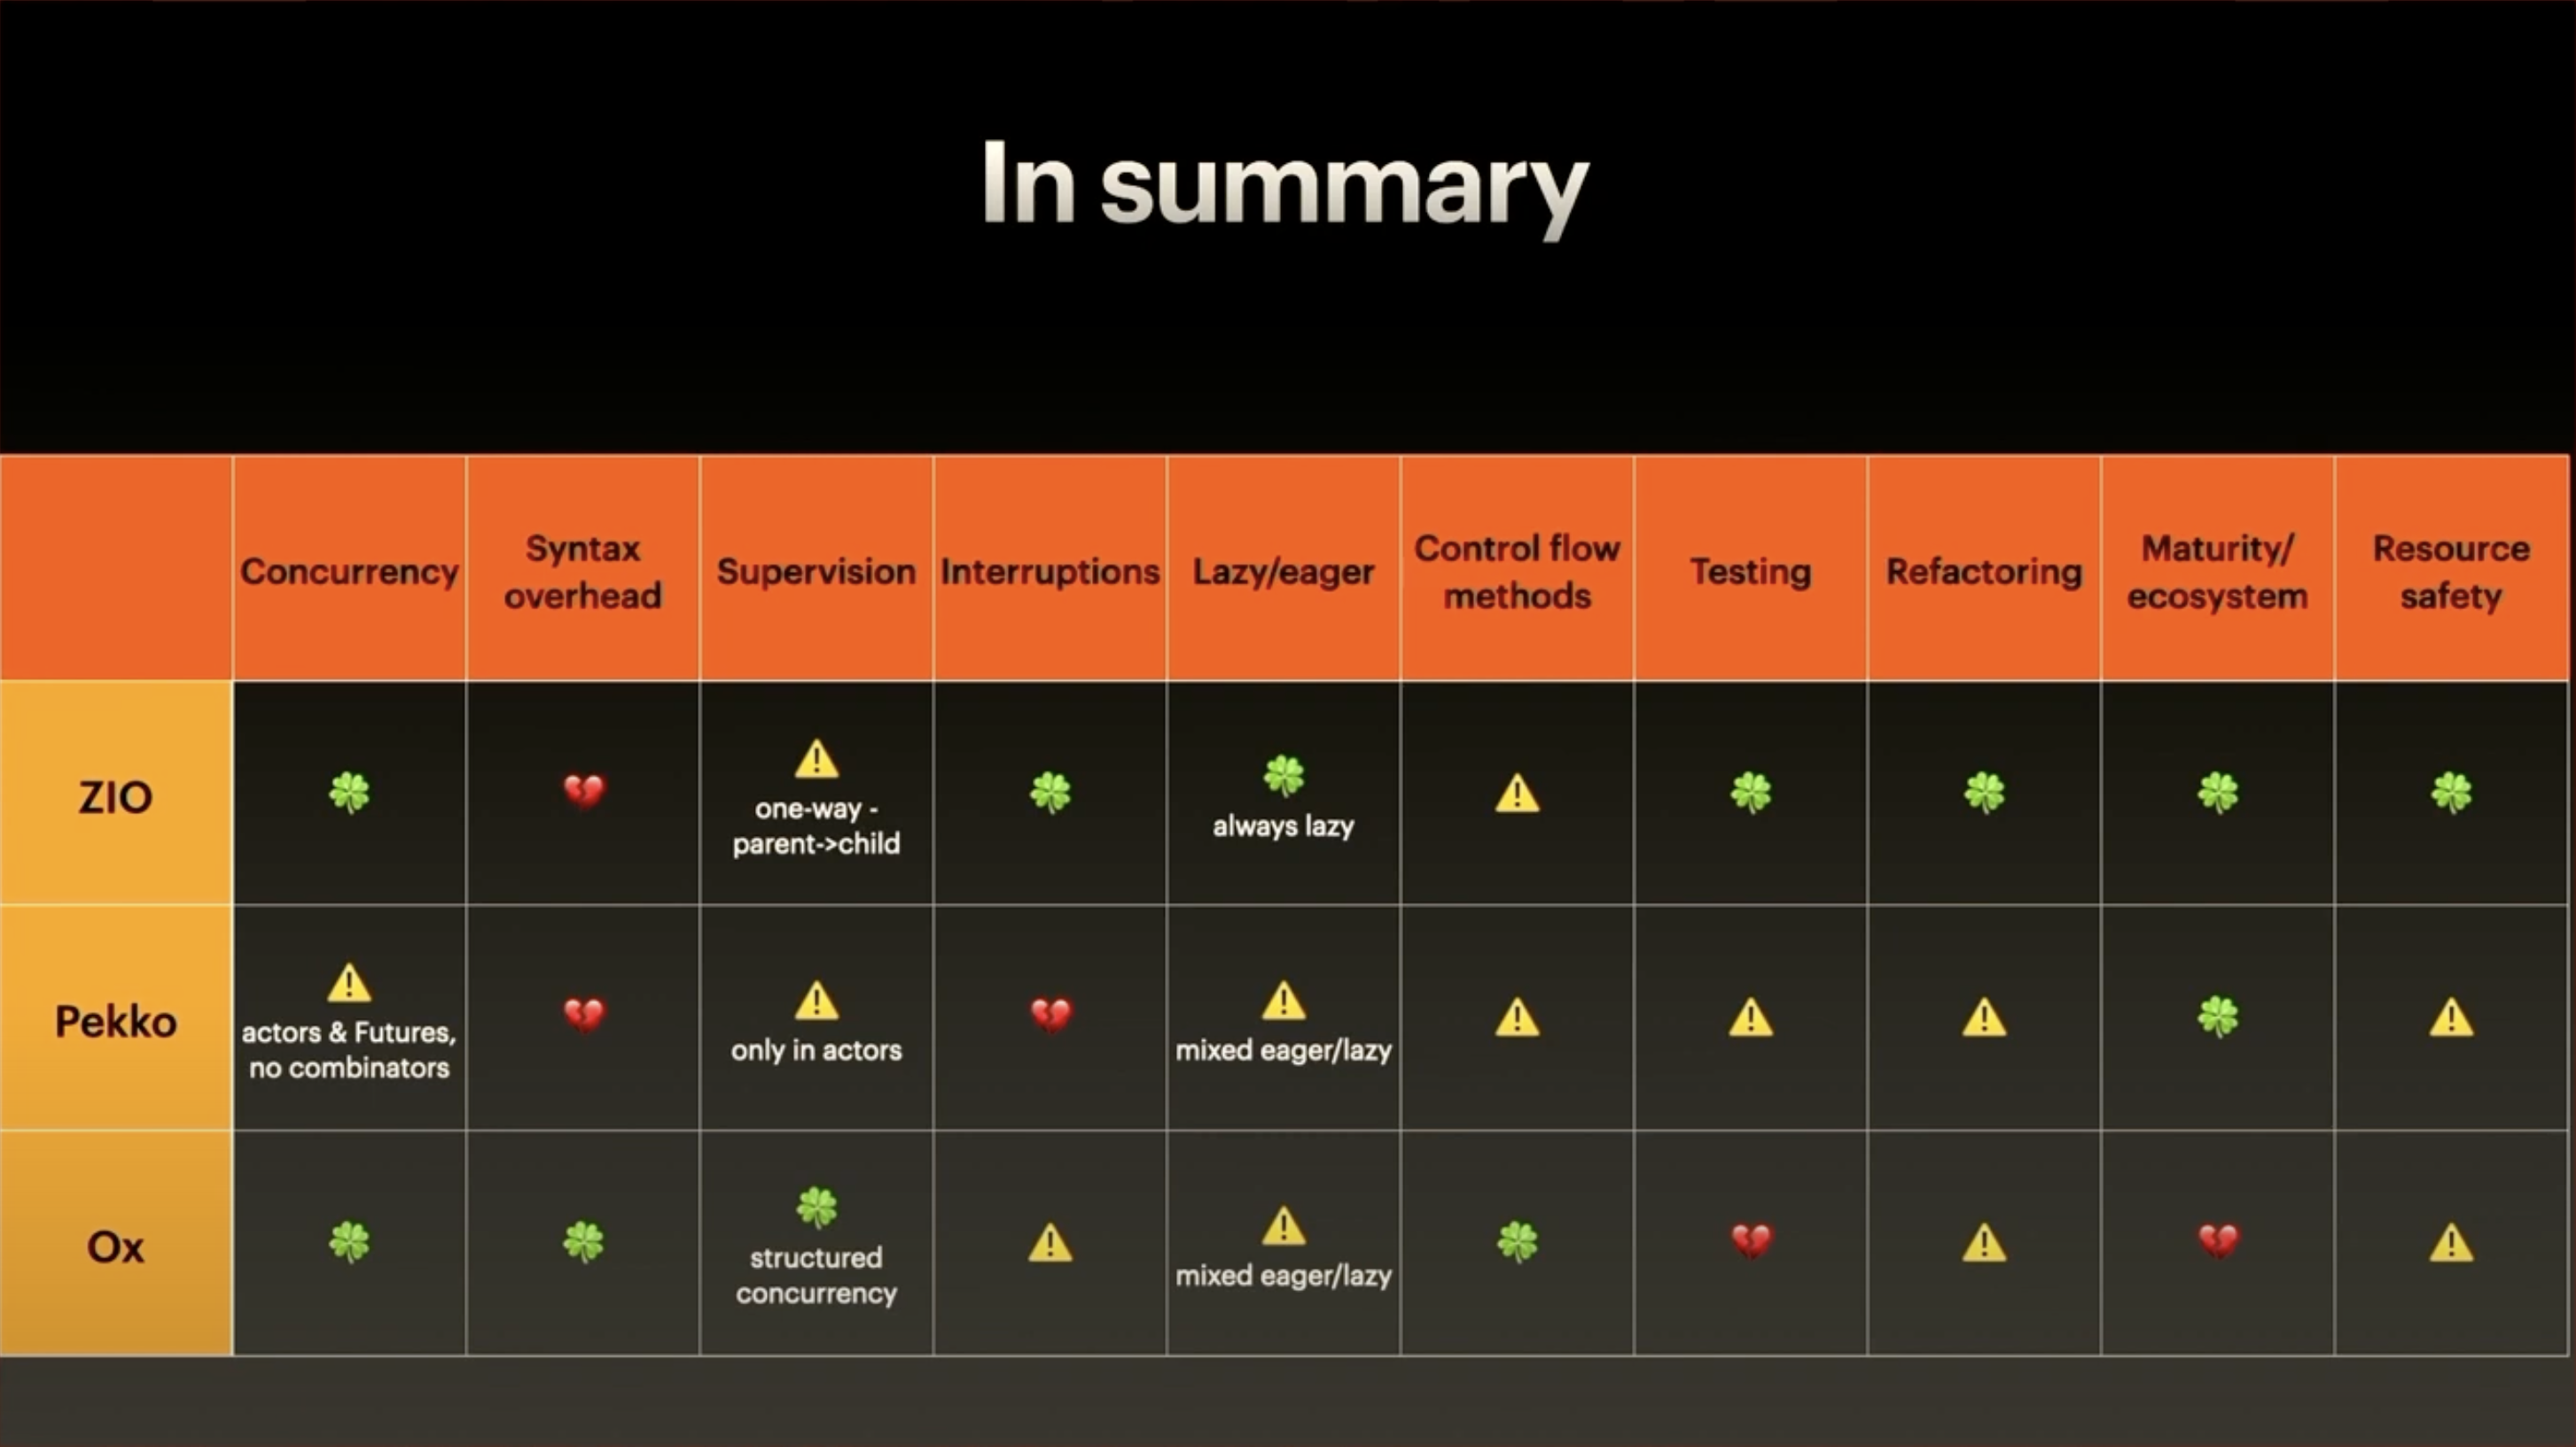 In summary
Concurrency
Syntax
overhead
Supervision
Interruptions
Lazy/eager
Control flow
methods
Testing
Refactoring
Maturity/
ecosystem
Resource
safety
ZIO
one-way -
parent->child
always lazy
Pekko
actors & Futures,
no combinators
only in actors
mixed eager/lazy
Ox
structured
concurrency
mixed eager/lazy